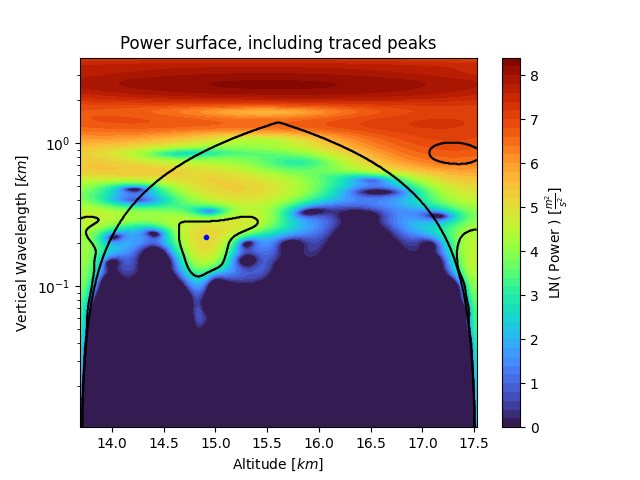 Power surface, including traced peaks
Vertical Wavelength [km]
10⁰
10⁻¹
14.0 14.5 15.0 15.5 16.0 16.5 17.0 17.5
Altitude [km]
8
7
6
5
4
3
2
1
0
LN( Power ) [m²/s²]